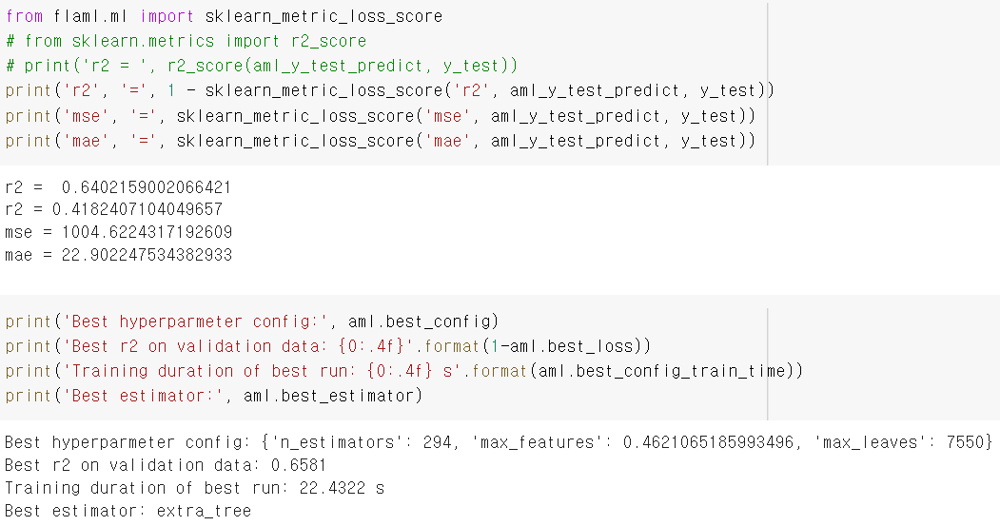 from flaml.ml import sklearn_metric_loss_score
# from sklearn.metrics import r2_score
# print('r2 = ', r2_score(aml_y_test_predict, y_test))
print('r2', '=', 1 - sklearn_metric_loss_score('r2', aml_y_test_predict, y_test))
print('mse', '=', sklearn_metric_loss_score('mse', aml_y_test_predict, y_test))
print('mae', '=', sklearn_metric_loss_score('mae', aml_y_test_predict, y_test))
r2 =  0.6402159002066421
r2 = 0.4182407104049657
mse = 1004.6224317192609
mae = 22.902247534382933
print('Best hyperparmeter config:', aml.best_config)
print('Best r2 on validation data: {0:.4f}'.format(1-aml.best_loss))
print('Training duration of best run: {0:.4f} s'.format(aml.best_config_train_time))
print('Best estimator:', aml.best_estimator)
Best hyperparmeter config: {'n_estimators': 294, 'max_features': 0.4621065185993496, 'max_leaves': 7550}
Best r2 on validation data: 0.6581
Training duration of best run: 22.4322 s
Best estimator: extra_tree